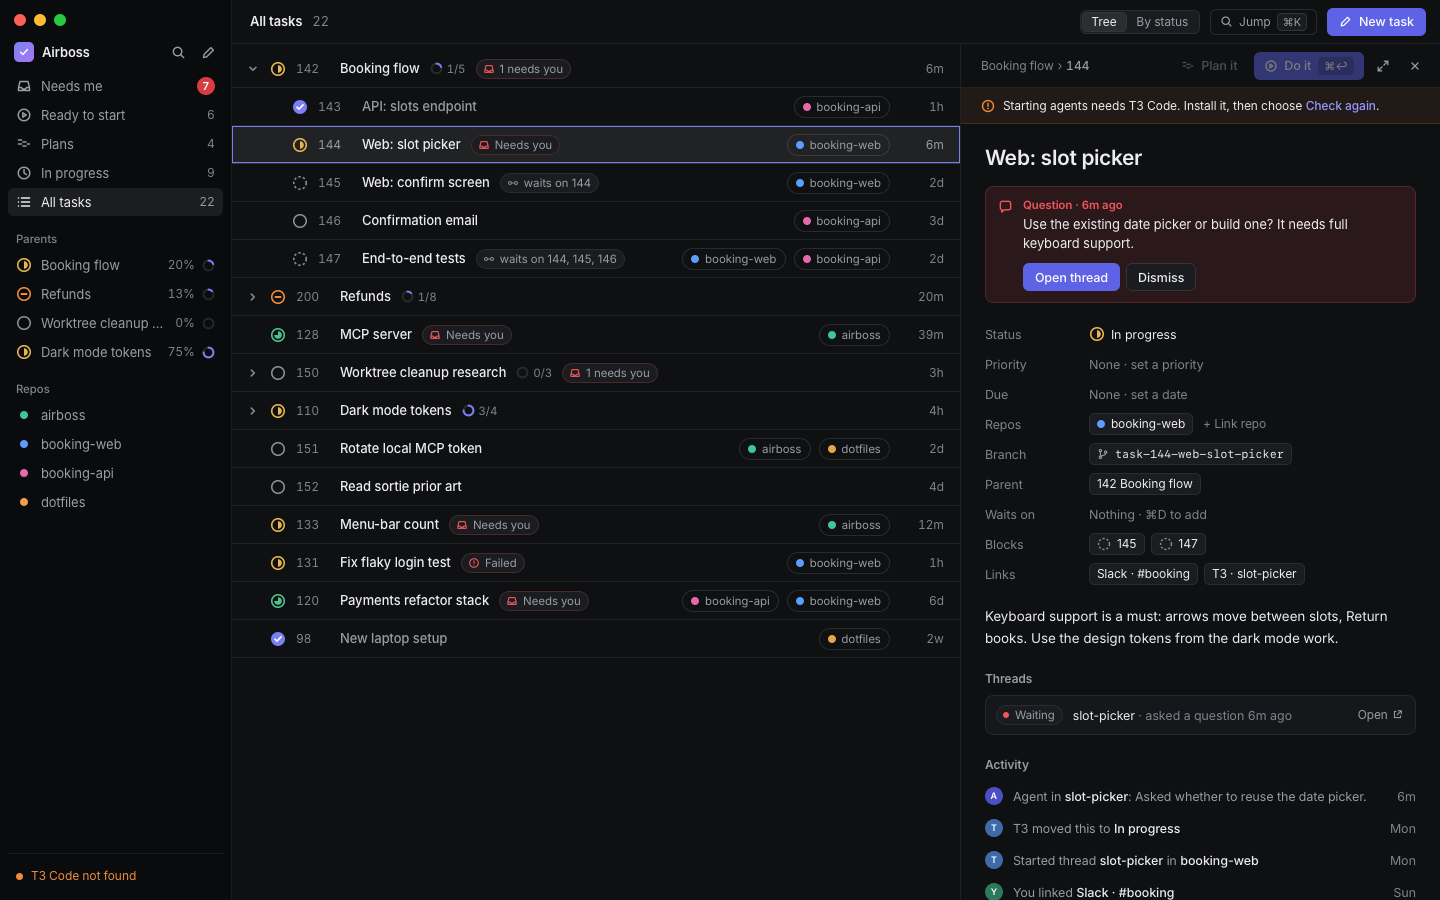 Airboss
Needs me 7
Ready to start 6
Plans 4
In progress 9
All tasks 22
Parents
Booking flow 20%
Refunds 13%
Worktree cleanup ... 0%
Dark mode tokens 75%
Repos
airboss
booking-web
booking-api
dotfiles
T3 Code not found
All tasks 22
Tree By status Jump ⌘K New task
142 Booking flow 1/5 1 needs you 6m
143 API: slots endpoint booking-api 1h
144 Web: slot picker Needs you booking-web 6m
145 Web: confirm screen waits on 144 booking-web 2d
146 Confirmation email booking-api 3d
147 End-to-end tests waits on 144, 145, 146 booking-web booking-api 2d
200 Refunds 1/8 20m
128 MCP server Needs you airboss 39m
150 Worktree cleanup research 0/3 1 needs you 3h
110 Dark mode tokens 3/4 4h
151 Rotate local MCP token airboss dotfiles 2d
152 Read sortie prior art 4d
133 Menu-bar count Needs you airboss 12m
131 Fix flaky login test Failed booking-web 1h
120 Payments refactor stack Needs you booking-api booking-web 6d
98 New laptop setup dotfiles 2w
Booking flow › 144 Plan it Do it ⌘↩
Starting agents needs T3 Code. Install it, then choose Check again.
Web: slot picker
Question · 6m ago
Use the existing date picker or build one? It needs full
keyboard support.
Open thread Dismiss
Status In progress
Priority None · set a priority
Due None · set a date
Repos booking-web + Link repo
Branch task-144-web-slot-picker
Parent 142 Booking flow
Waits on Nothing · ⌘D to add
Blocks 145 147
Links Slack · #booking T3 · slot-picker
Keyboard support is a must: arrows move between slots, Return
books. Use the design tokens from the dark mode work.
Threads
Waiting slot-picker · asked a question 6m ago Open
Activity
A Agent in slot-picker: Asked whether to reuse the date picker. 6m
T T3 moved this to In progress Mon
T Started thread slot-picker in booking-web Mon
Y You linked Slack · #booking Sun